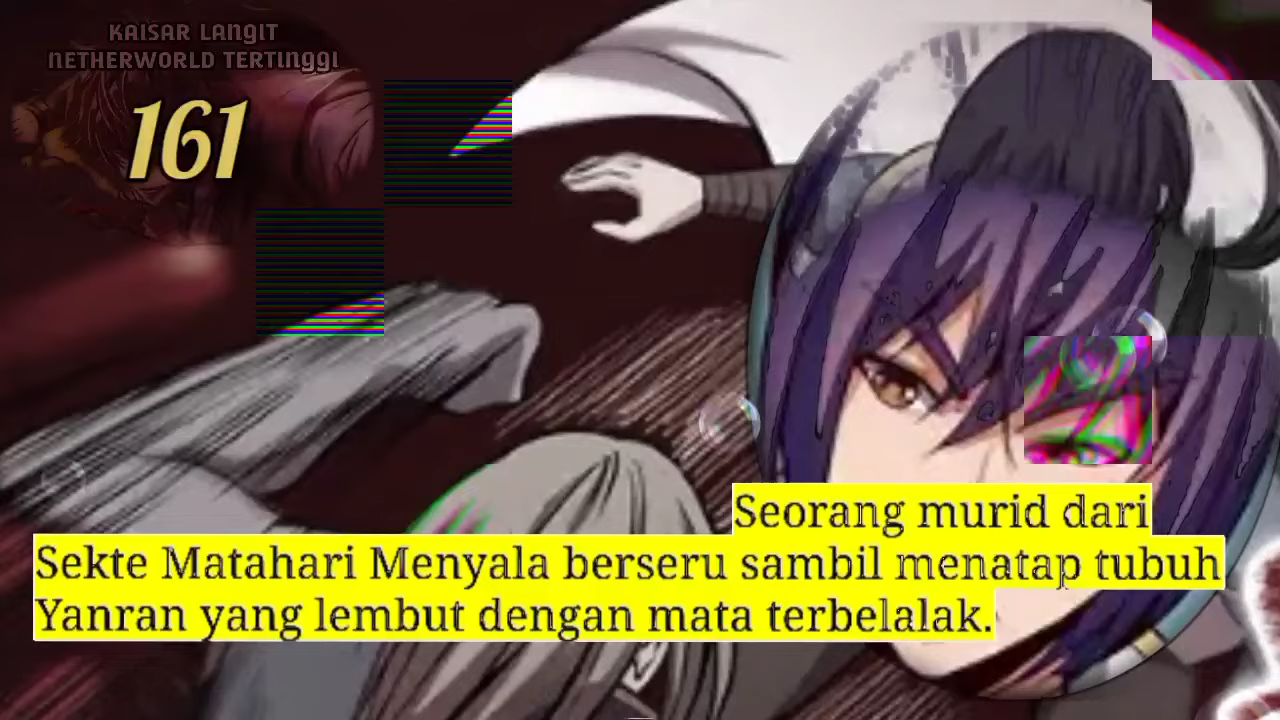 KAISAR LANGIT
NETHERWORLD TERTINGGI
161
Seorang murid dari
Sekte Matahari Menyala berseru sambil menatap tubuh
Yanran yang lembut dengan mata terbelalak.